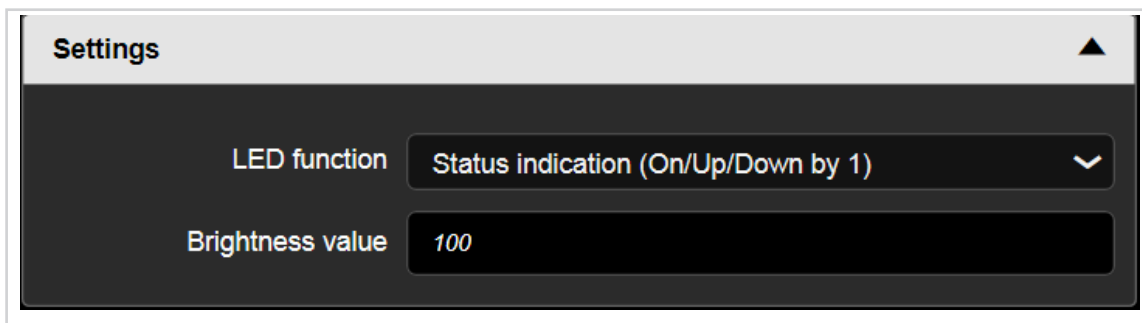 Settings
LED function Status indication (On/Up/Down by 1)
Brightness value 100